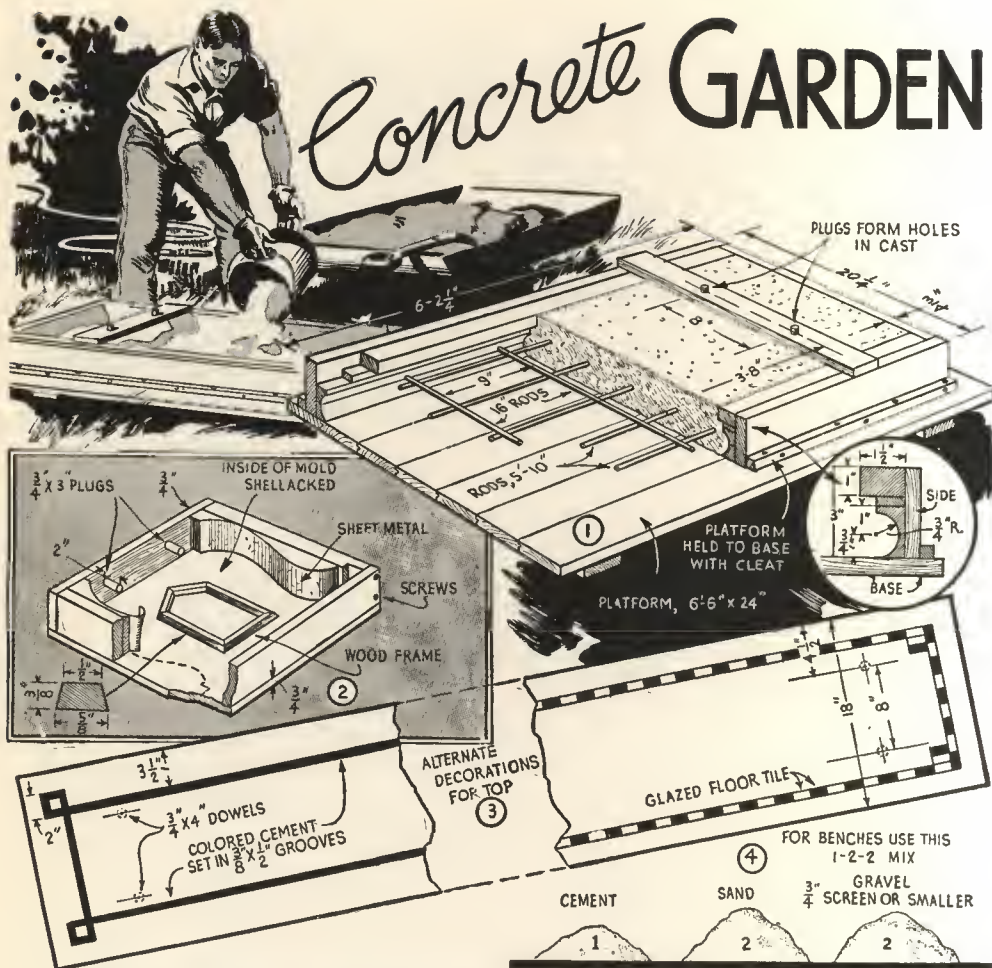 Concrete GARDEN
PLUGS FORM HOLES
IN CAST
6-2 1/4"
20 1/4"
8"
3'-8"
9"
16" RODS
RODS, 5'-10"
①
PLATFORM
HELD TO BASE
WITH CLEAT
PLATFORM, 6'-6" X 24"
1 1/2"
1"
3"
1"
3/4"
SIDE
3/4" R.
BASE
3/4" X 3" PLUGS
3/4"
INSIDE OF MOLD
SHELLACKED
2"
SHEET METAL
SCREWS
WOOD FRAME
②
3/4"
1/2"
3/8"
5/8"
3 1/2"
2"
3/4" X 4" DOWELS
COLORED CEMENT
SET IN 3/8" X 1/2" GROOVES
ALTERNATE
DECORATIONS
FOR TOP
③
GLAZED FLOOR TILE
18"
8"
④
FOR BENCHES USE THIS
1-2-2 MIX
CEMENT
SAND
GRAVEL
3/4" SCREEN OR SMALLER
1
2
2